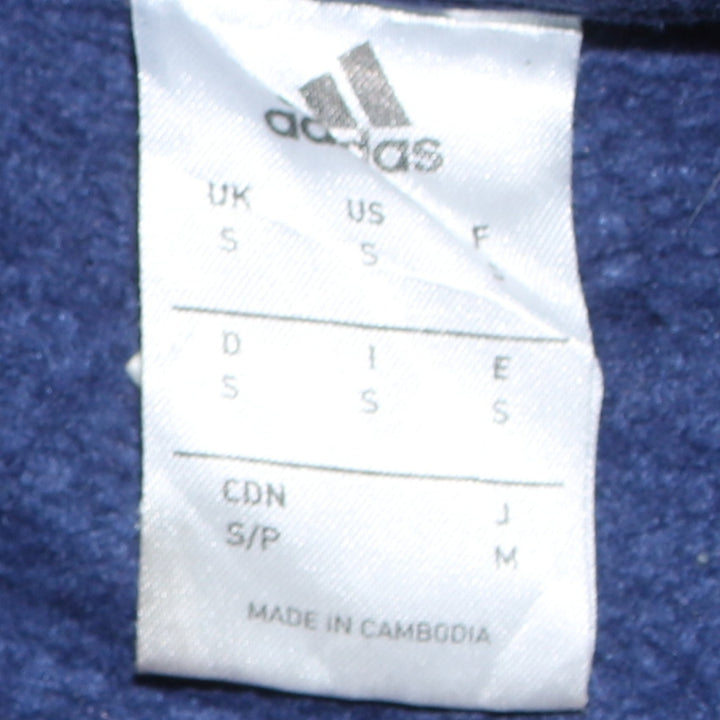 adidas
UK US F
S S S
D I E
S S S
CDN J
S/P M
MADE IN CAMBODIA